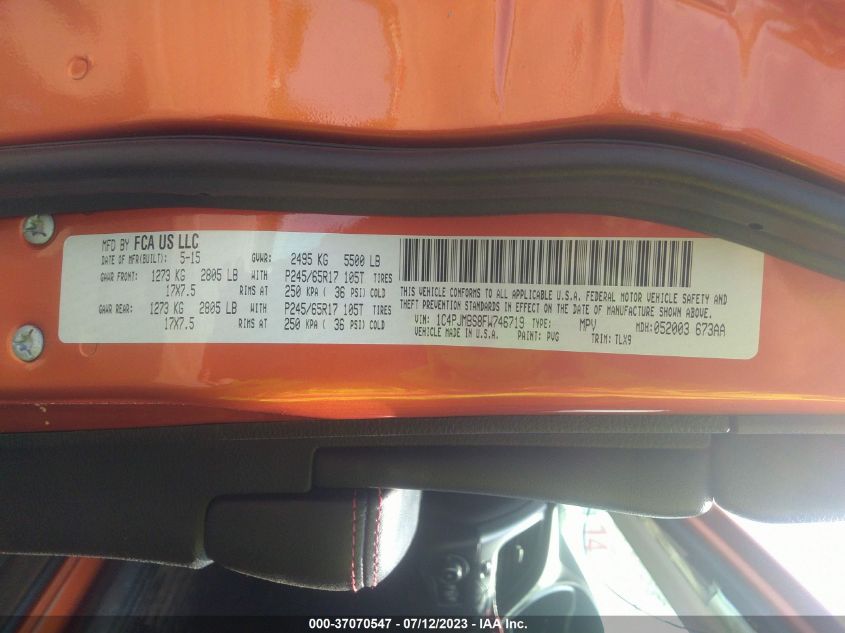 MFD BY FCA US LLC
DATE OF MFR(BUILT): 5-15 GVWR: 2495 KG 5500 LB
GAWR FRONT: 1273 KG 2805 LB WITH P245/65R17 105T TIRES
17X7.5 RIMS AT 250 KPA ( 36 PSI) COLD
GAWR REAR: 1273 KG 2805 LB WITH P245/65R17 105T TIRES
17X7.5 RIMS AT 250 KPA ( 36 PSI) COLD
THIS VEHICLE CONFORMS TO ALL APPLICABLE U.S.A. FEDERAL MOTOR VEHICLE SAFETY AND
THEFT PREVENTION STANDARDS IN EFFECT ON THE DATE OF MANUFACTURE SHOWN ABOVE.
VIN: 1C4PJMBS8FW746719 TYPE: MPV MDH: 052003 673AA
VEHICLE MADE IN U.S.A. PAINT: PVG TRIM: TLX9
14
000-37070547 / 07/12/2023 - IAA Inc.